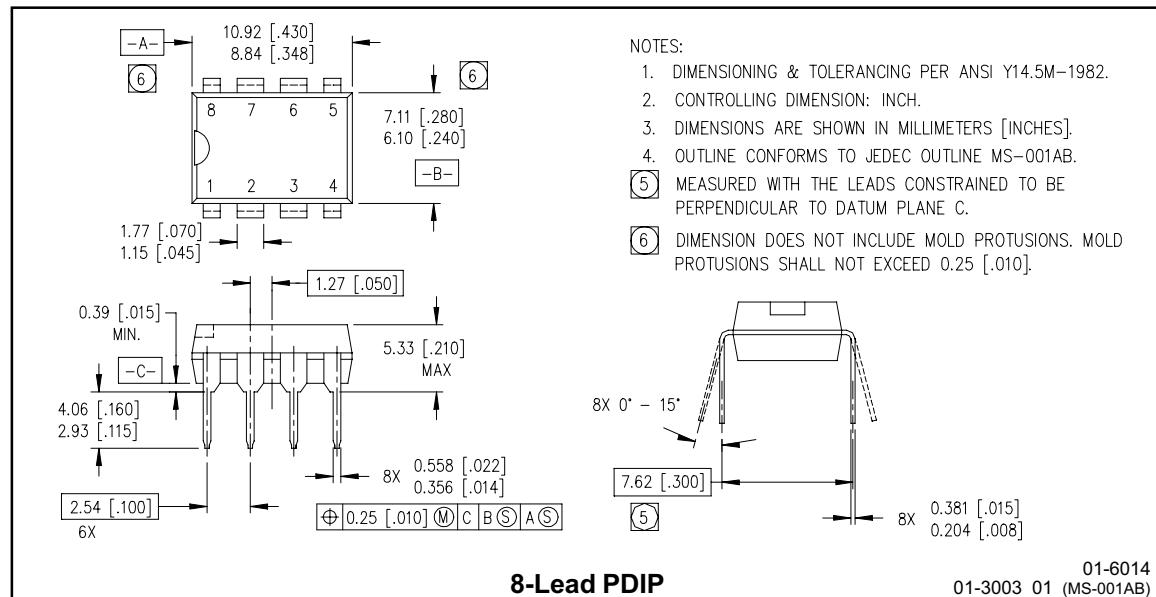 -A-
10.92 [.430]
8.84 [.348]
6
6
8 7 6 5
1 2 3 4
7.11 [.280]
6.10 [.240]
-B-
1.77 [.070]
1.15 [.045]
1.27 [.050]
0.39 [.015]
MIN.
-C-
5.33 [.210]
MAX
4.06 [.160]
2.93 [.115]
8X 0.558 [.022]
0.356 [.014]
2.54 [.100]
6X
⌖ 0.25 [.010] Ⓜ C B Ⓢ A Ⓢ
NOTES:
1. DIMENSIONING & TOLERANCING PER ANSI Y14.5M-1982.
2. CONTROLLING DIMENSION: INCH.
3. DIMENSIONS ARE SHOWN IN MILLIMETERS [INCHES].
4. OUTLINE CONFORMS TO JEDEC OUTLINE MS-001AB.
5 MEASURED WITH THE LEADS CONSTRAINED TO BE
PERPENDICULAR TO DATUM PLANE C.
6 DIMENSION DOES NOT INCLUDE MOLD PROTUSIONS. MOLD
PROTUSIONS SHALL NOT EXCEED 0.25 [.010].
8X 0° - 15°
7.62 [.300]
5
8X 0.381 [.015]
0.204 [.008]
8-Lead PDIP
01-6014
01-3003 01 (MS-001AB)